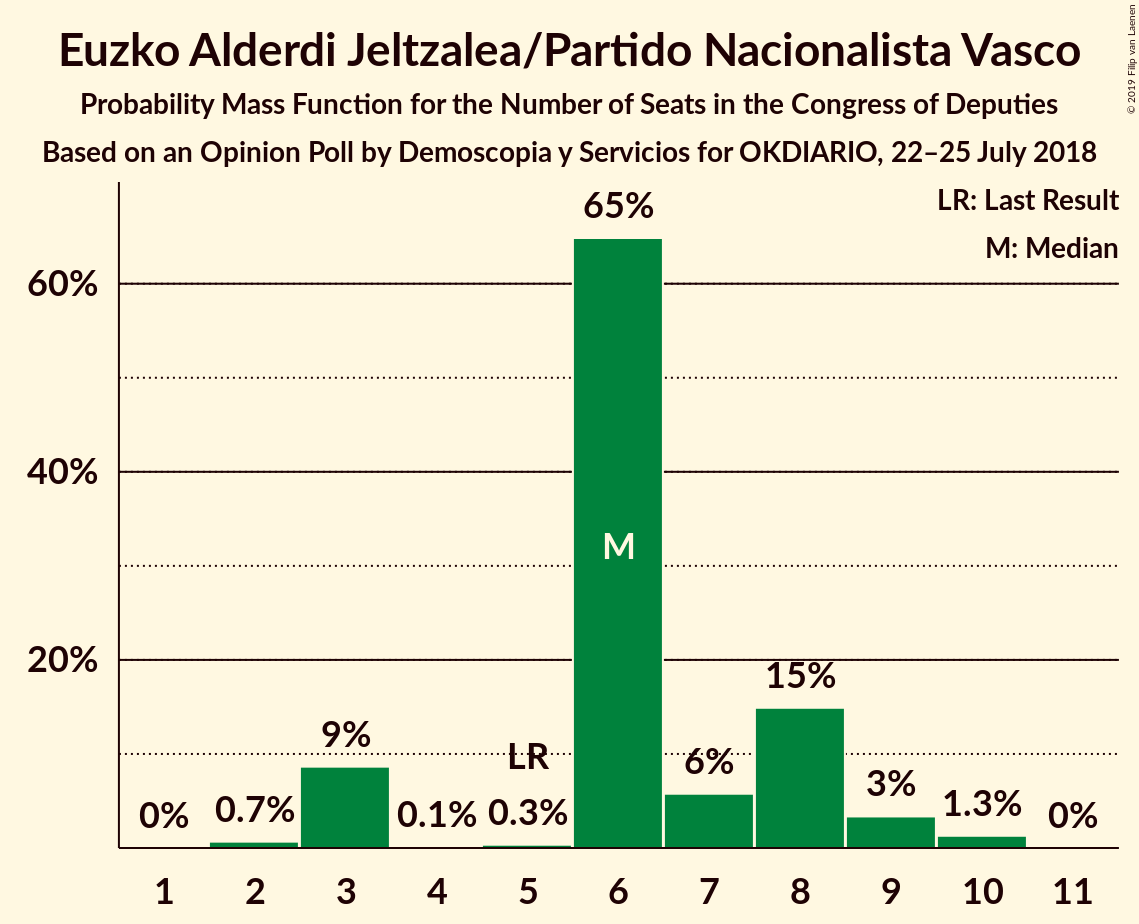 Euzko Alderdi Jeltzalea/Partido Nacionalista Vasco
Probability Mass Function for the Number of Seats in the Congress of Deputies
Based on an Opinion Poll by Demoscopia y Servicios for OKDIARIO, 22–25 July 2018
© 2019 Filip van Laenen
LR: Last Result
M: Median
60%
40%
20%
0%
0.7%
9%
0.1%
LR
0.3%
65%
M
6%
15%
3%
1.3%
0%
1 2 3 4 5 6 7 8 9 10 11